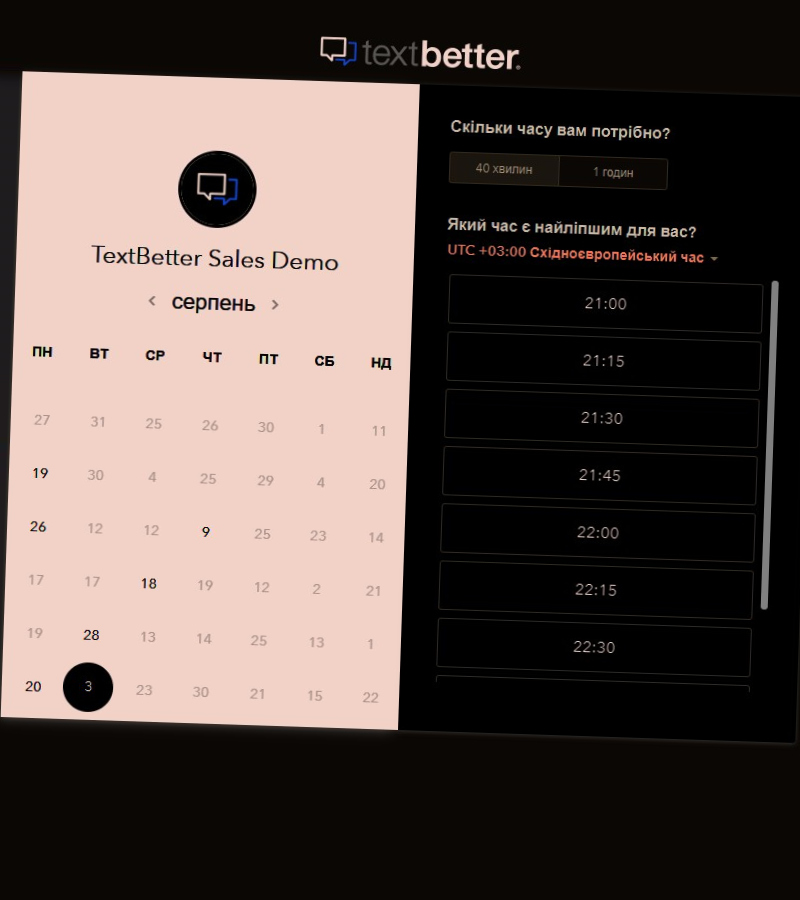 textbetter.
TextBetter Sales Demo
серпень
ПН ВТ СР ЧТ ПТ СБ НД
27 31 25 26 30 1 11
19 30 4 25 29 4 20
26 12 12 9 25 23 14
17 17 18 19 12 2 21
19 28 13 14 25 13 1
20 3 23 30 21 15 22
Скільки часу вам потрібно?
40 хвилин 1 годин
Який час є найліпшим для вас?
UTC +03:00 Східноєвропейський час
21:00
21:15
21:30
21:45
22:00
22:15
22:30